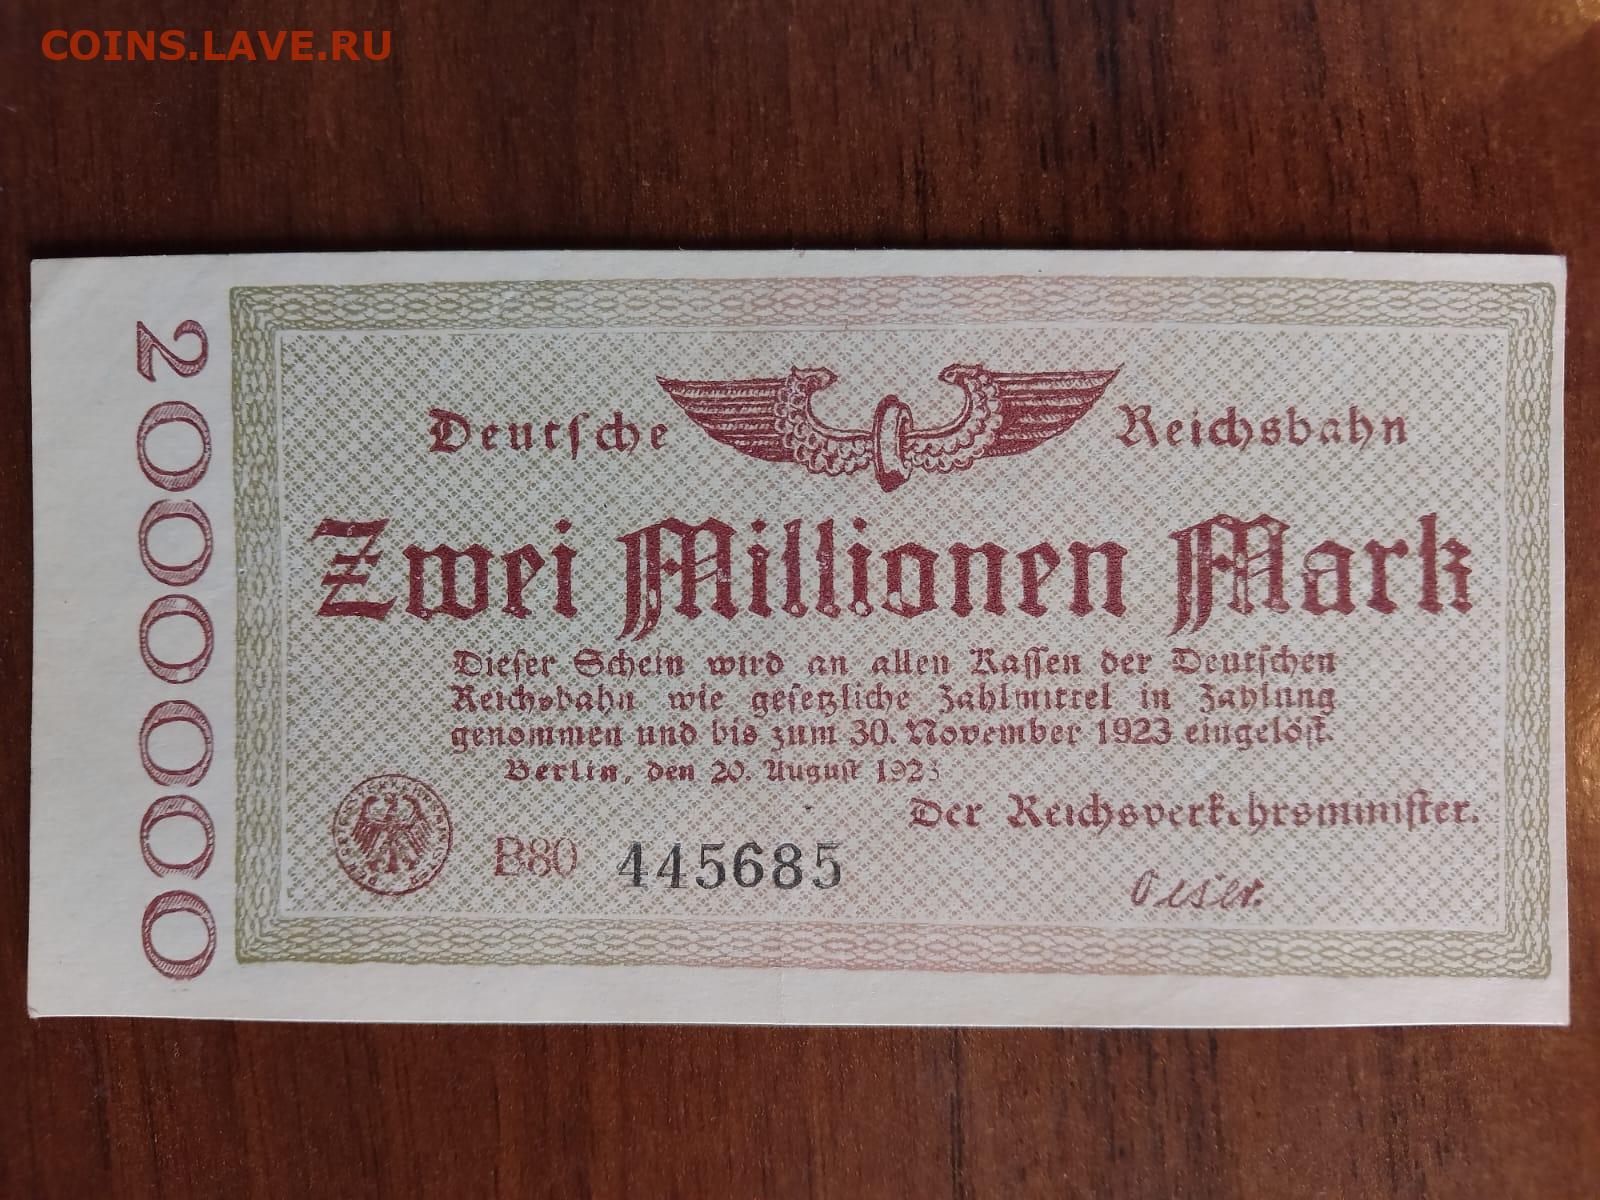 COINS.LAVE.RU
2000000
Deutsche Reichsbahn
Zwei Millionen Mark
Dieser Schein wird an allen Kassen der Deutschen
Reichsbahn wie gesetzliche Zahlmittel in Zahlung
genommen und bis zum 30. November 1923 eingelöst.
Berlin, den 20. August 1923
Der Reichsverkehrsminister.
B80 445685
Oeser.